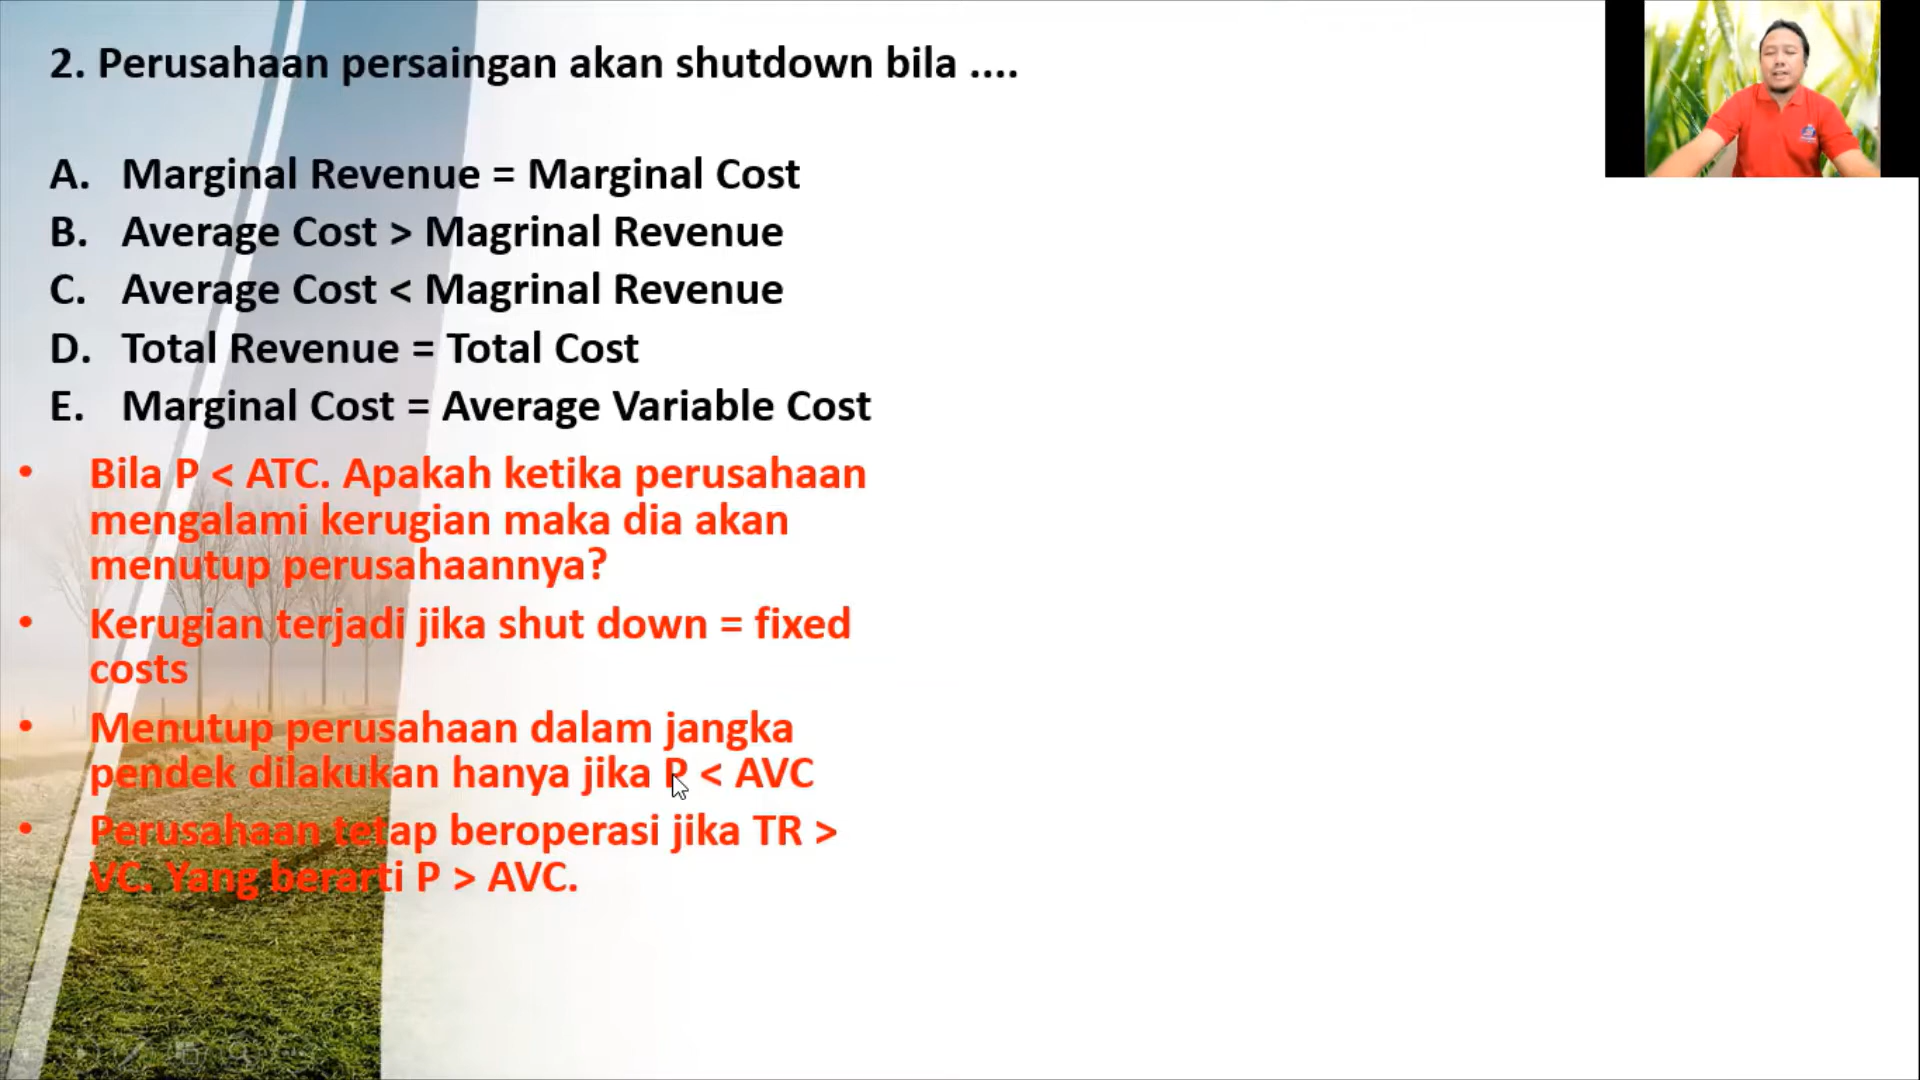 2. Perusahaan persaingan akan shutdown bila ....
A. Marginal Revenue = Marginal Cost
B. Average Cost > Magrinal Revenue
C. Average Cost < Magrinal Revenue
D. Total Revenue = Total Cost
E. Marginal Cost = Average Variable Cost
• Bila P < ATC. Apakah ketika perusahaan
mengalami kerugian maka dia akan
menutup perusahaannya?
• Kerugian terjadi jika shut down = fixed
costs
• Menutup perusahaan dalam jangka
pendek dilakukan hanya jika P < AVC
• Perusahaan tetap beroperasi jika TR >
VC. Yang berarti P > AVC.